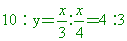 10 : y = x/3 : x/4 = 4 : 3